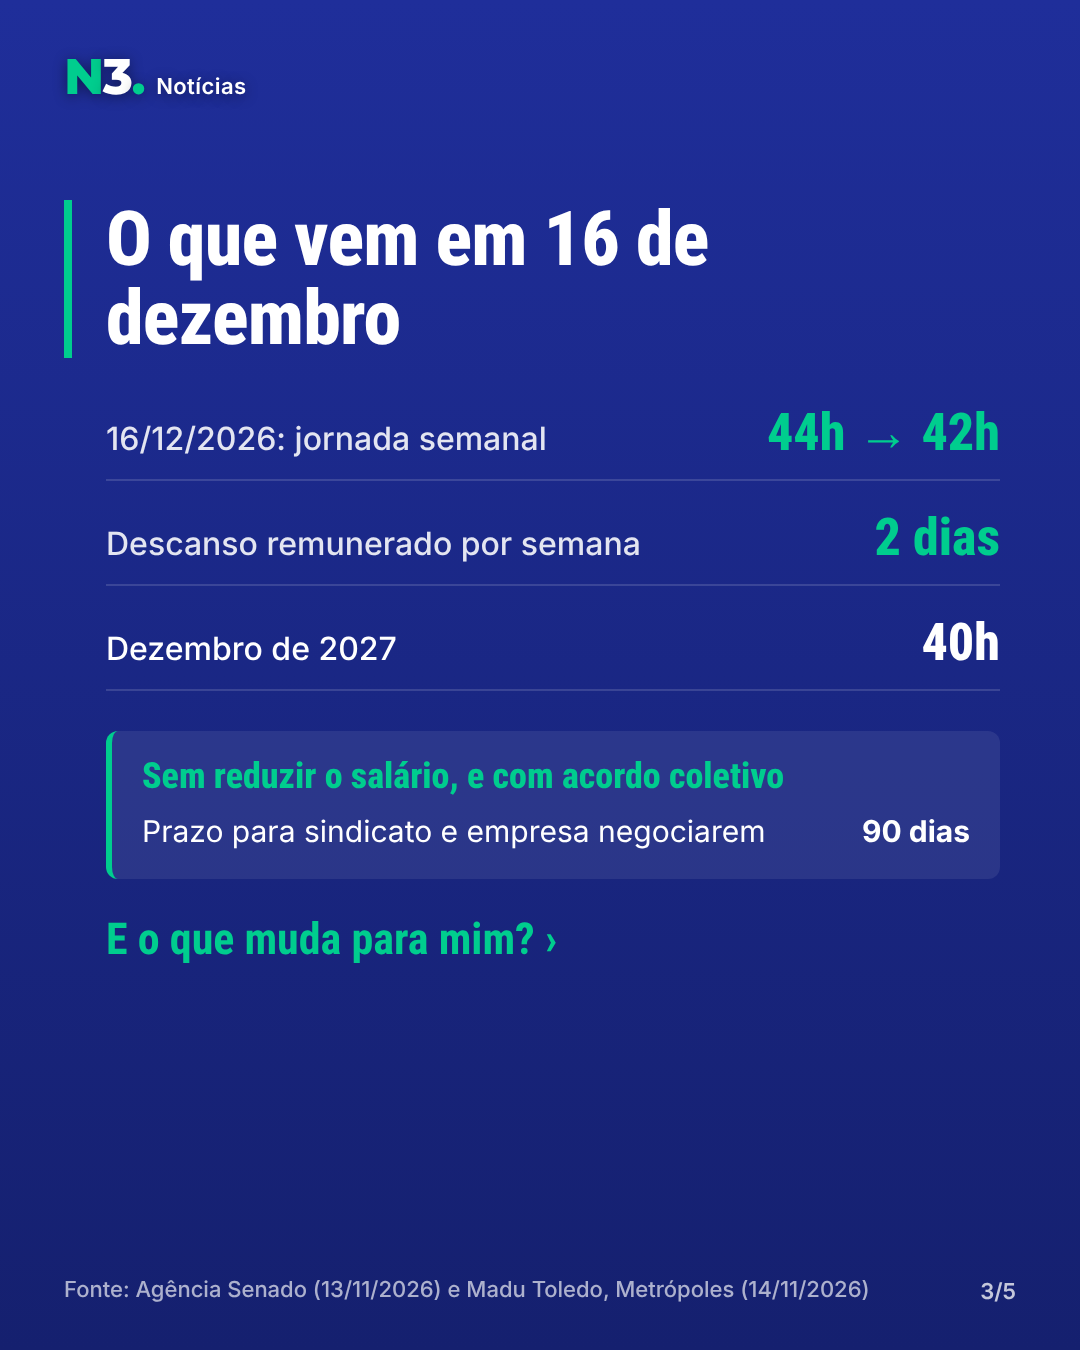 N3. Notícias
O que vem em 16 de
dezembro
16/12/2026: jornada semanal 44h → 42h
Descanso remunerado por semana 2 dias
Dezembro de 2027 40h
Sem reduzir o salário, e com acordo coletivo
Prazo para sindicato e empresa negociarem 90 dias
E o que muda para mim? ›
Fonte: Agência Senado (13/11/2026) e Madu Toledo, Metrópoles (14/11/2026) 3/5